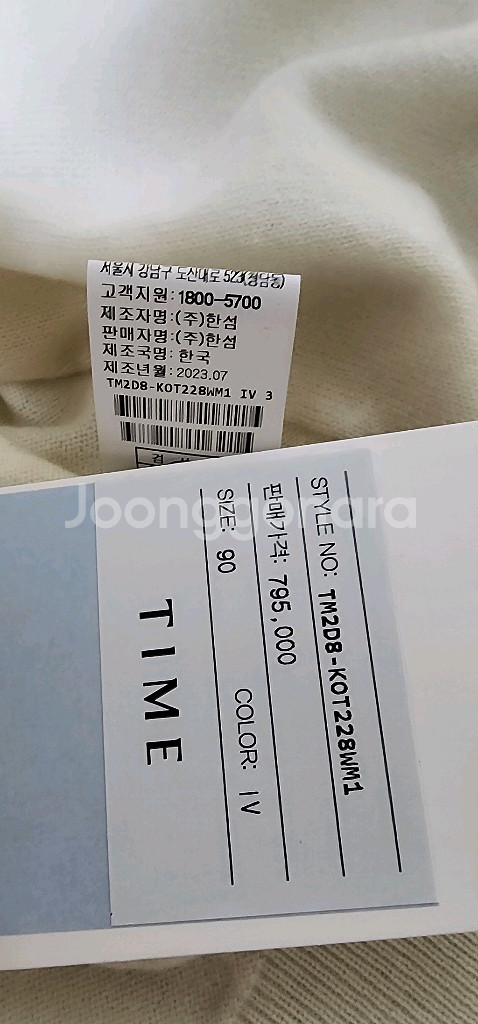 서울시 강남구 도산대로 523(청담동)
고객지원:1800-5700
제조자명:(주)한섬
판매자명:(주)한섬
제조국명:한국
제조년월:2023.07
TM2D8-KOT228WM1 IV 3
Joonggonara
STYLE NO: TM2D8-KOT228WM1
판매가격: 795,000
SIZE: 90 COLOR: IV
TIME